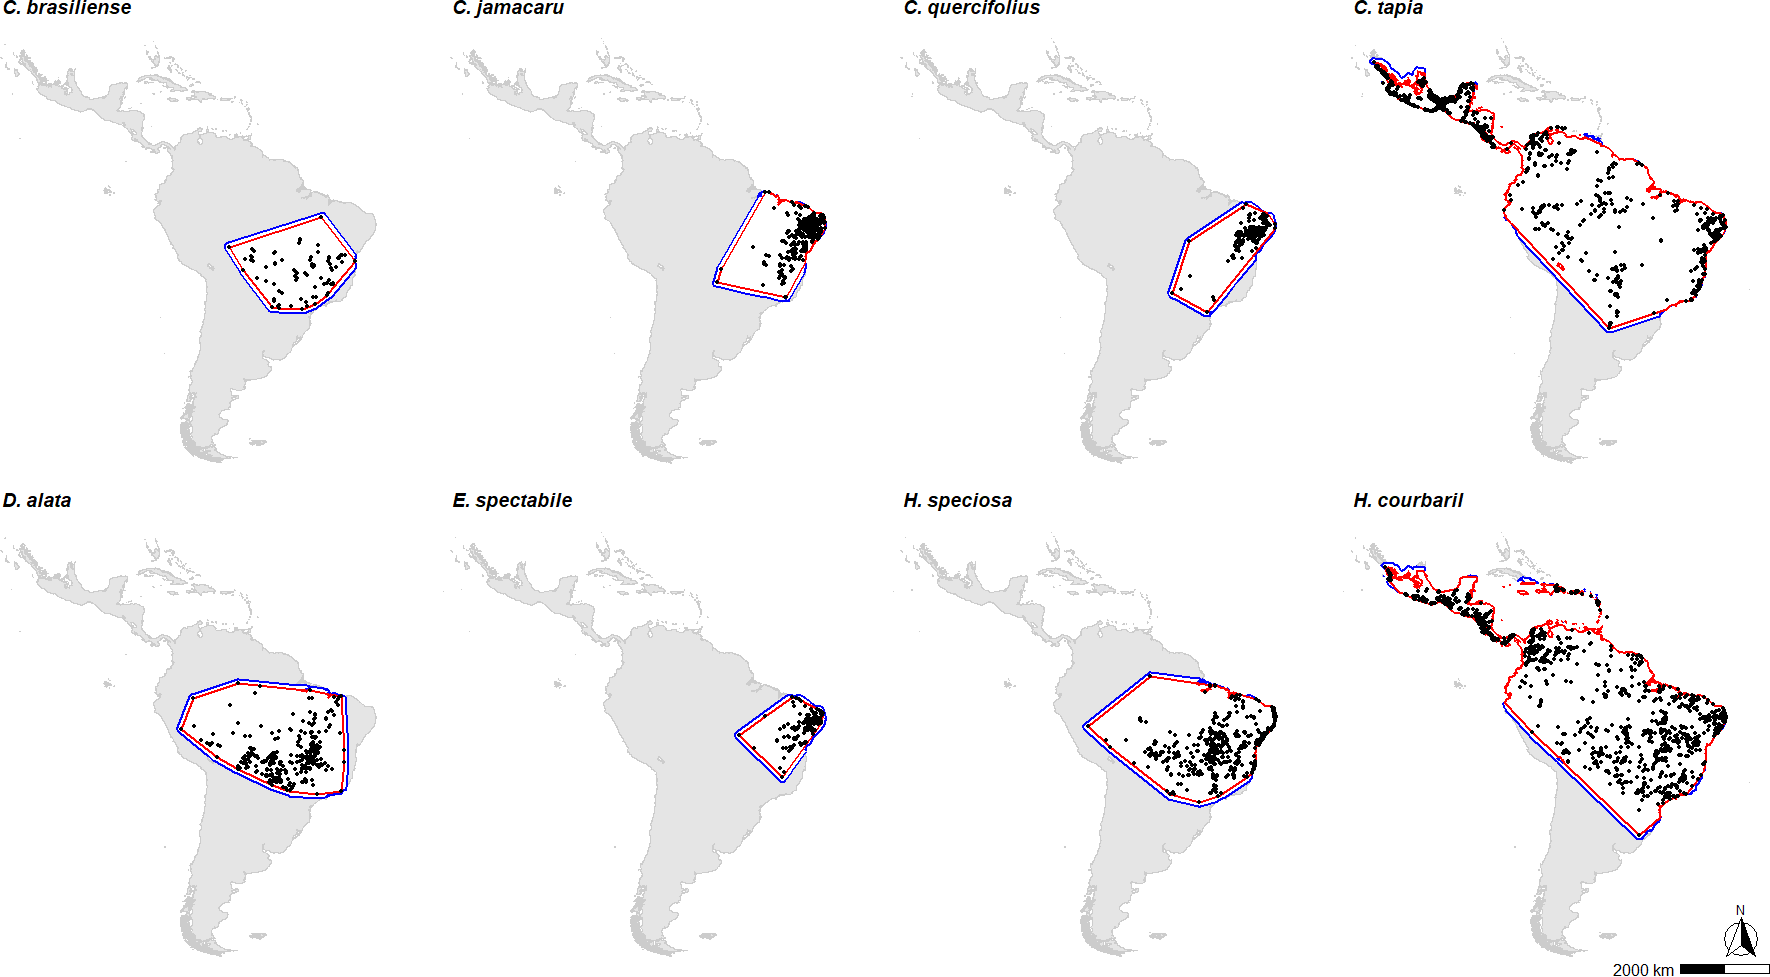 C. brasiliense
C. jamacaru
C. quercifolius
C. tapia
D. alata
E. spectabile
H. speciosa
H. courbaril
N
2000 km